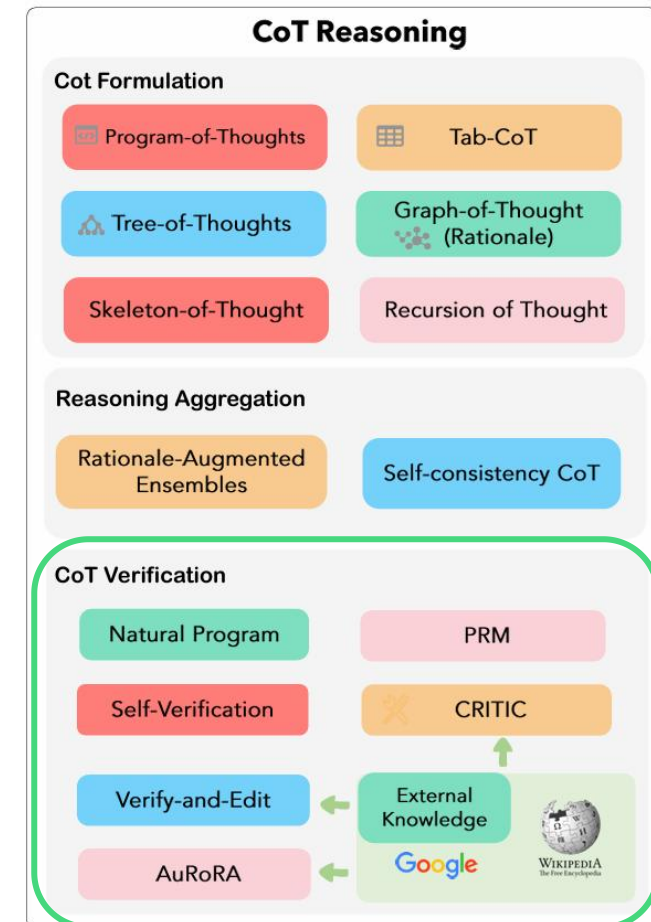 CoT Reasoning
Cot Formulation
Program-of-Thoughts
Tab-CoT
Tree-of-Thoughts
Graph-of-Thought
(Rationale)
Skeleton-of-Thought
Recursion of Thought
Reasoning Aggregation
Rationale-Augmented
Ensembles
Self-consistency CoT
CoT Verification
Natural Program
PRM
Self-Verification
CRITIC
Verify-and-Edit
External
Knowledge
AuRoRA
Google
WIKIPEDIA
The Free Encyclopedia